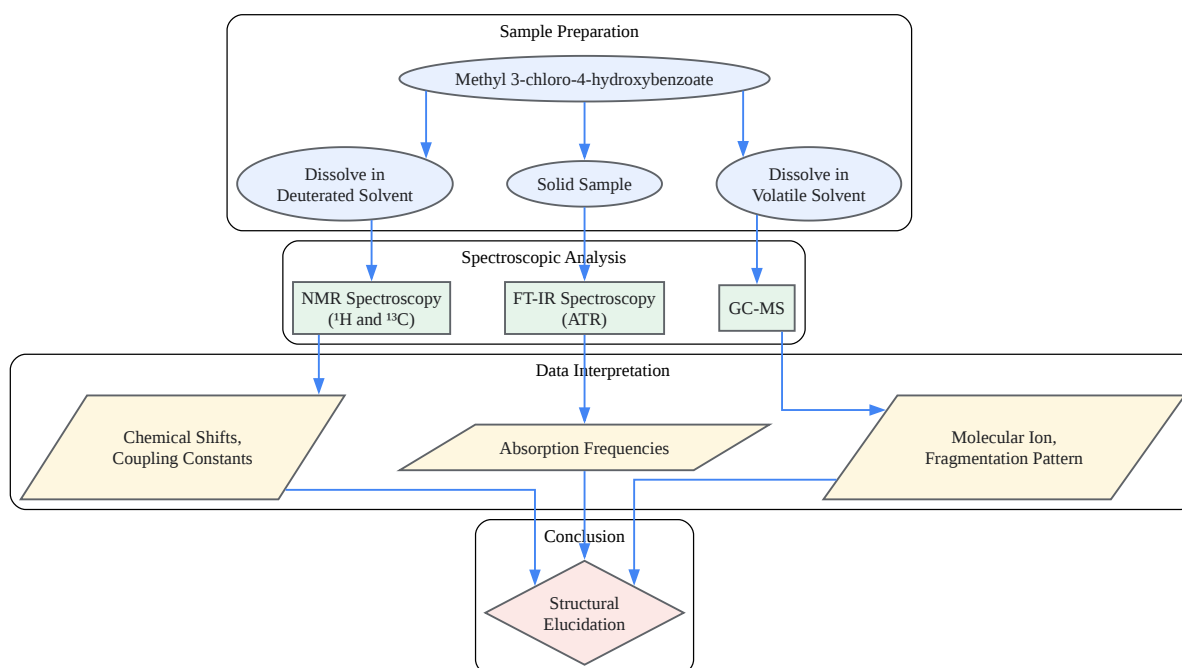 Sample Preparation
Methyl 3-chloro-4-hydroxybenzoate
Dissolve in
Deuterated Solvent
Solid Sample
Dissolve in
Volatile Solvent
Spectroscopic Analysis
NMR Spectroscopy
(¹H and ¹³C)
FT-IR Spectroscopy
(ATR)
GC-MS
Data Interpretation
Chemical Shifts,
Coupling Constants
Absorption Frequencies
Molecular Ion,
Fragmentation Pattern
Conclusion
Structural
Elucidation